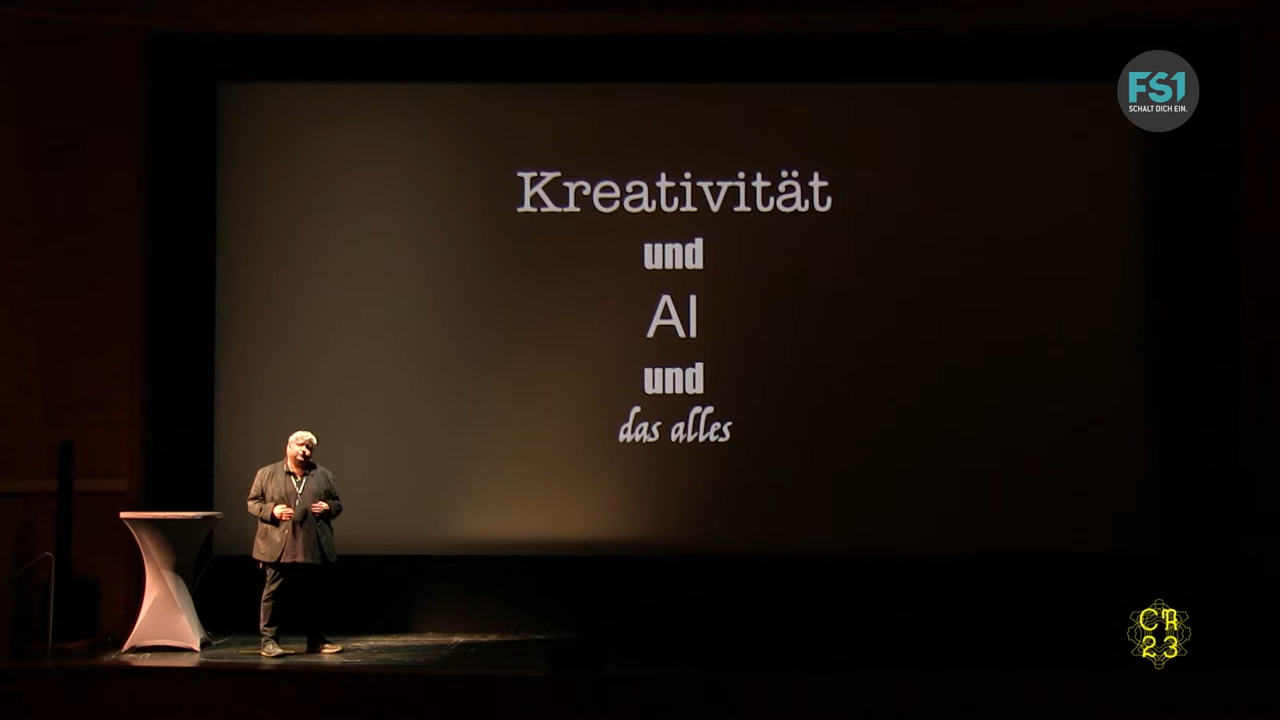 FS1
SCHALT DICH EIN.
Kreativität
und
AI
und
das alles
CR
23